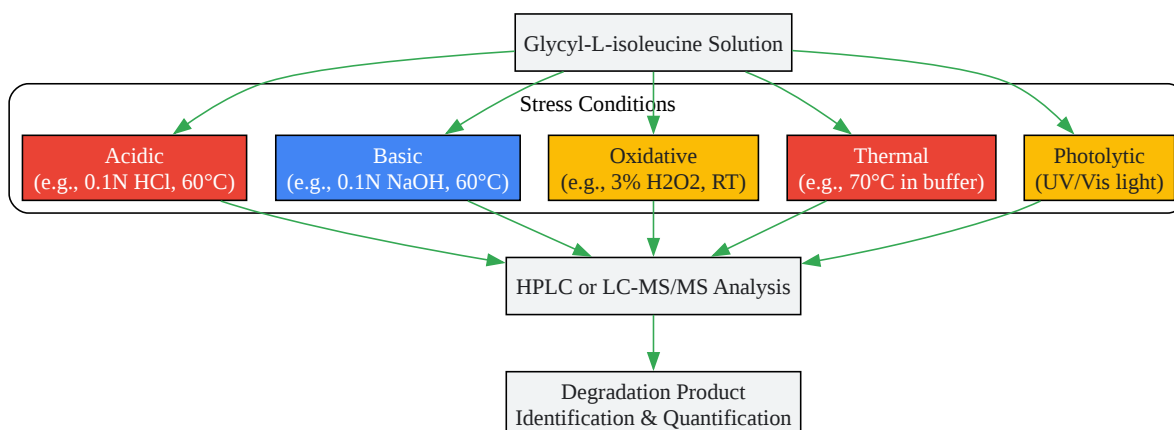 Glycyl-L-isoleucine Solution
Stress Conditions
Acidic
(e.g., 0.1N HCl, 60°C)
Basic
(e.g., 0.1N NaOH, 60°C)
Oxidative
(e.g., 3% H2O2, RT)
Thermal
(e.g., 70°C in buffer)
Photolytic
(UV/Vis light)
HPLC or LC-MS/MS Analysis
Degradation Product
Identification & Quantification